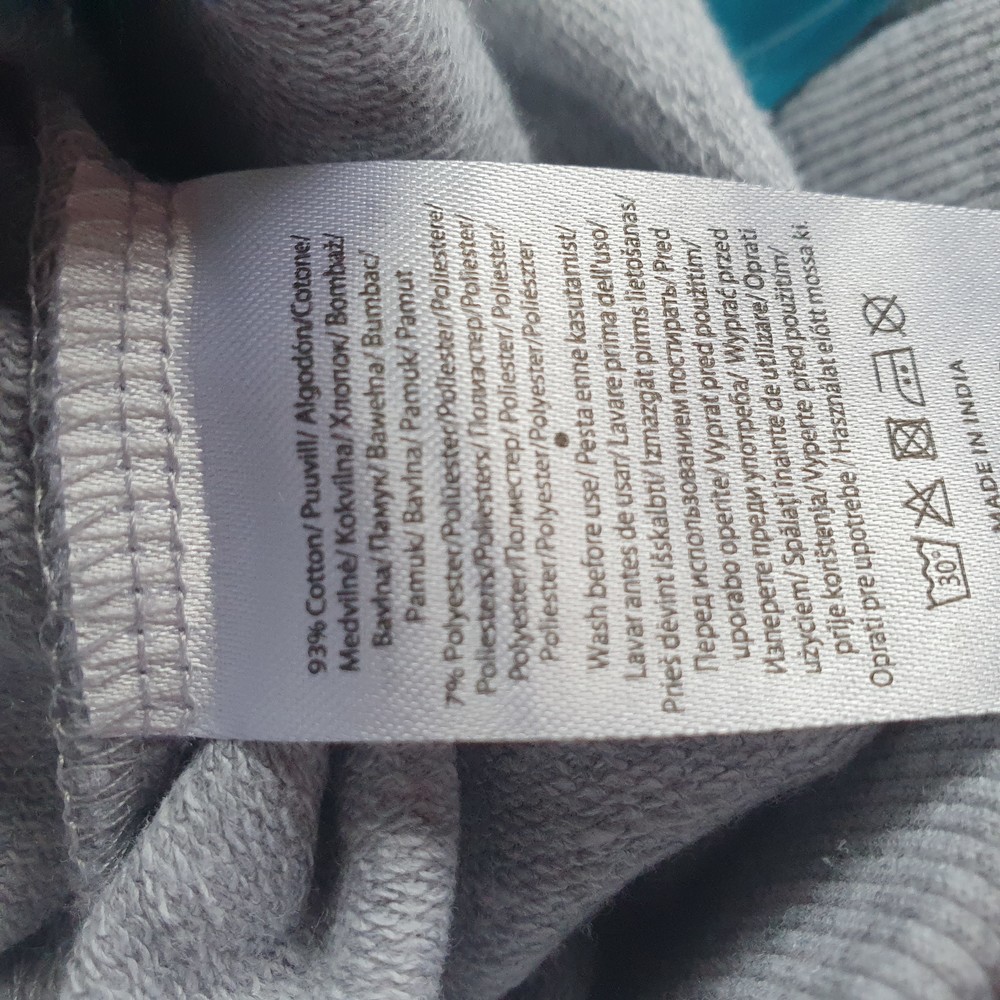 93% Cotton/ Puuvill/ Algodón/Cotone/
Medvilnė/ Kokvilna/ Хлопок/ Bombaž/
Bavlna/ Памук/ Bawełna/ Bumbac/
Pamuk/ Bavlna/ Pamuk/ Pamut
7% Polyester/Polüester/Poliéster/Poliestere/
Poliesteris/Poliesters/ Полиэстер/Poliester/
Polyester/Полиестер/ Poliester/ Poliester/
Poliester/Polyester/Polyester/Poliészter
Wash before use/ Pesta enne kasutamist/
Lavar antes de usar/ Lavare prima dell'uso/
Prieš devint išskalbti/ Izmazgāt pirms lietošanas/
Перед использованием постирать/ Pred
uporabo operite/ Vyprat před použitím/
Изперете преди употреба/ Wyprać przed
użyciem/ Spălați înainte de utilizare/ Oprati
prije korištenja/ Vyperte pred použitím/
Oprati pre upotrebe / Használat előtt mossa ki.
30°
MADE IN INDIA